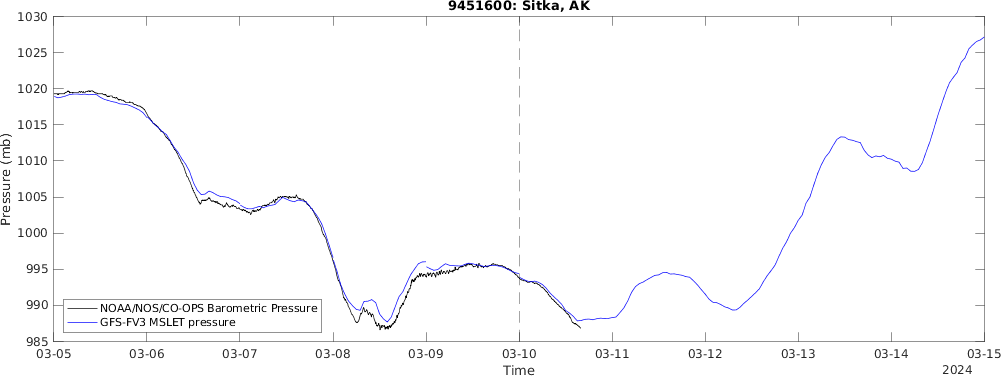 9451600: Sitka, AK
Pressure (mb)
1030
1025
1020
1015
1010
1005
1000
995
990
985
NOAA/NOS/CO-OPS Barometric Pressure
GFS-FV3 MSLET pressure
03-05 03-06 03-07 03-08 03-09 03-10 03-11 03-12 03-13 03-14 03-15
Time
2024